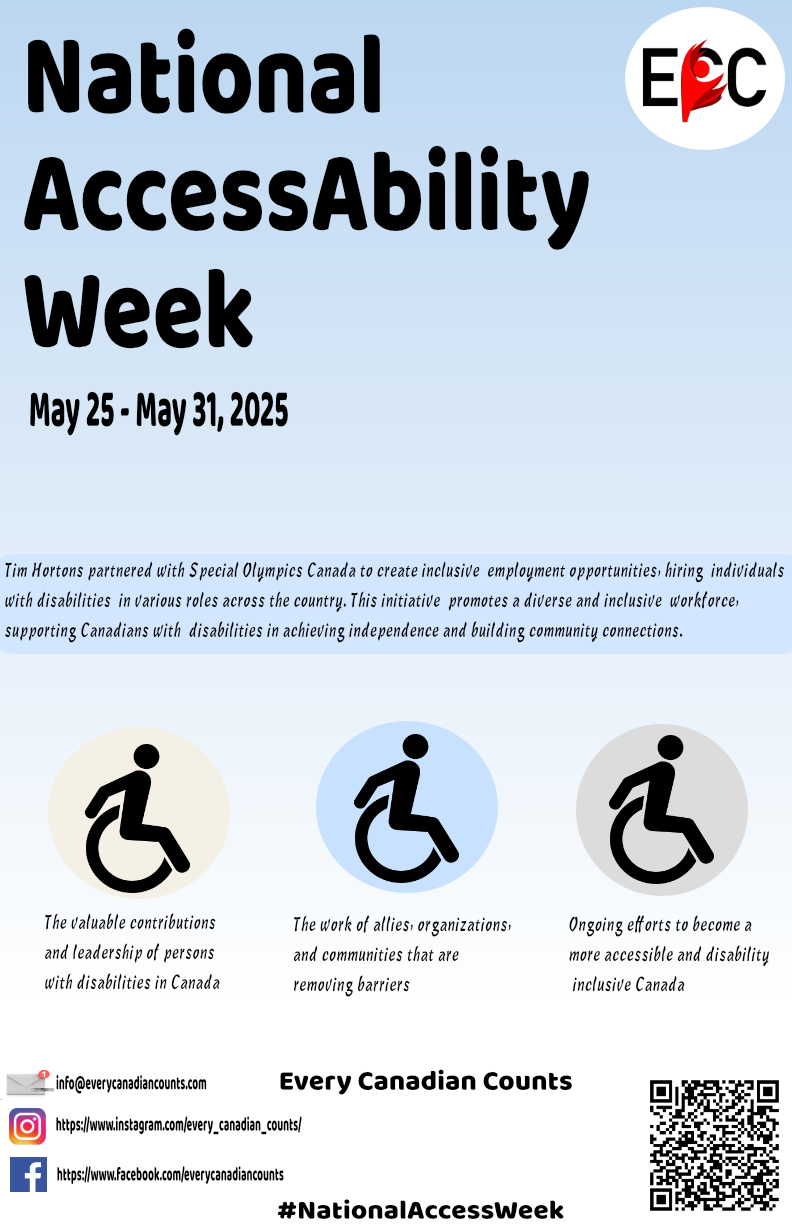 National
AccessAbility
Week
ECC
May 25 - May 31, 2025
Tim Hortons partnered with Special Olympics Canada to create inclusive employment opportunities, hiring individuals
with disabilities in various roles across the country. This initiative promotes a diverse and inclusive workforce,
supporting Canadians with disabilities in achieving independence and building community connections.
The valuable contributions
and leadership of persons
with disabilities in Canada
The work of allies, organizations,
and communities that are
removing barriers
Ongoing efforts to become a
more accessible and disability
inclusive Canada
1
info@everycanadiancounts.com
https://www.instagram.com/every_canadian_counts/
https://www.facebook.com/everycanadiancounts
Every Canadian Counts
#NationalAccessWeek